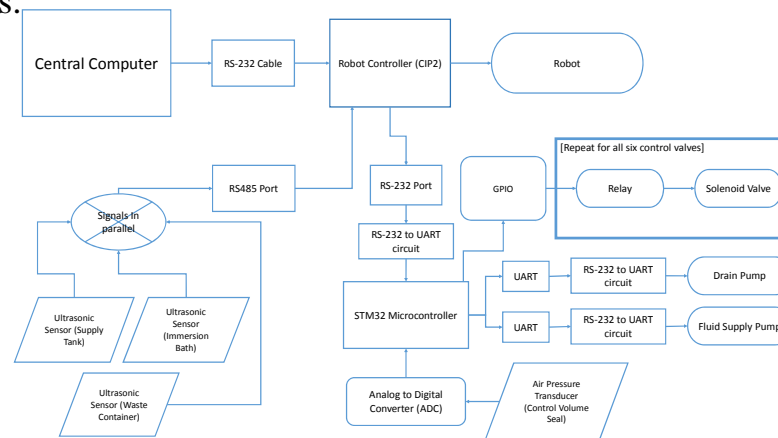 s.
Central Computer
RS-232 Cable
Robot Controller (CIP2)
Robot
[Repeat for all six control valves]
RS485 Port
RS-232 Port
GPIO
Relay
Solenoid Valve
Signals In
parallel
RS-232 to UART
circuit
UART
RS-232 to UART
circuit
Drain Pump
Ultrasonic
Sensor (Supply
Tank)
Ultrasonic
Sensor
(Immersion
Bath)
STM32 Microcontroller
UART
RS-232 to UART
circuit
Fluid Supply Pump
Ultrasonic
Sensor (Waste
Container)
Analog to Digital
Converter (ADC)
Air Pressure
Transducer
(Control Volume
Seal)